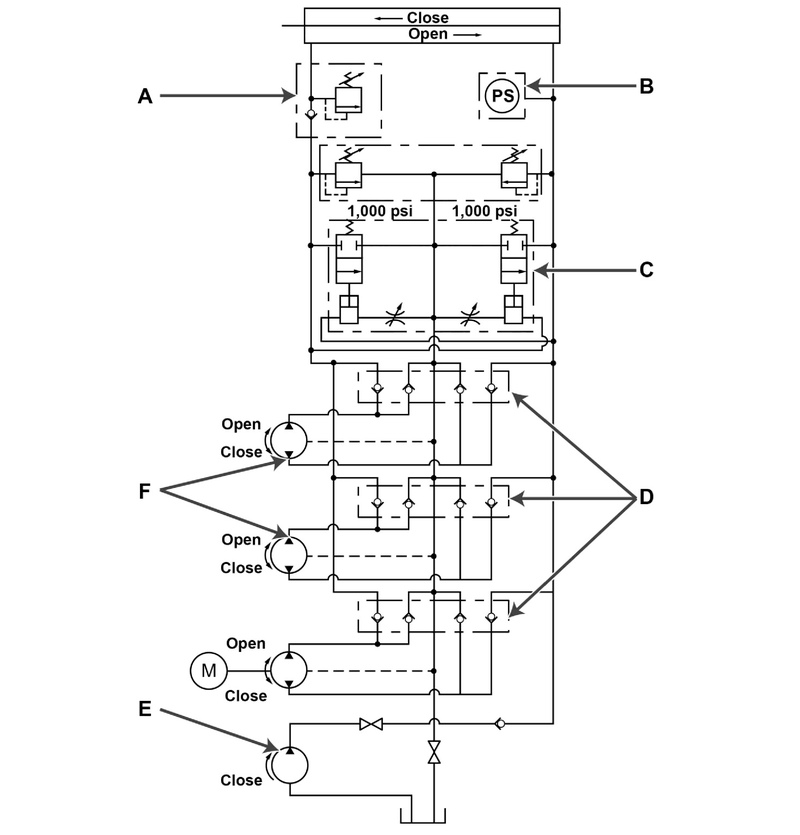 Close
Open
A
PS
B
1,000 psi 1,000 psi
C
Open
Close
F
D
Open
Close
Open
M
Close
E
Close